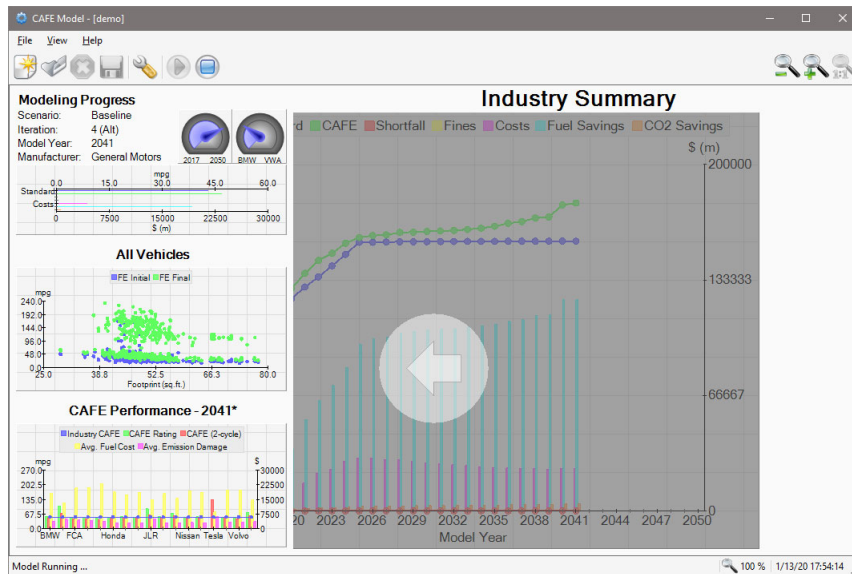 CAFE Model - [demo]
File View Help
Modeling Progress
Scenario: Baseline
Iteration: 4 (Alt)
Model Year: 2041
Manufacturer: General Motors
2017 2050 BMW VWA
mpg
0.0 15.0 30.0 45.0 60.0
Standard
Costs
0 7500 15000 22500 30000
$ (m)
All Vehicles
FE Initial FE Final
mpg
240.0
192.0
144.0
96.0
48.0
0.0
25.0 38.8 52.5 66.3 80.0
Footprint (sq.ft.)
CAFE Performance - 2041*
Industry CAFE CAFE Rating CAFE (2-cycle)
Avg. Fuel Cost Avg. Emission Damage
mpg $
270.0 30000
202.5 22500
135.0 15000
67.5 7500
0.0 0
BMW FCA Honda JLR Nissan Tesla Volvo
Industry Summary
rd CAFE Shortfall Fines Costs Fuel Savings CO2 Savings
$ (m)
200000
133333
66667
0
20 2023 2026 2029 2032 2035 2038 2041 2044 2047 2050
Model Year
Model Running ...
100 % 1/13/20 17:54:14